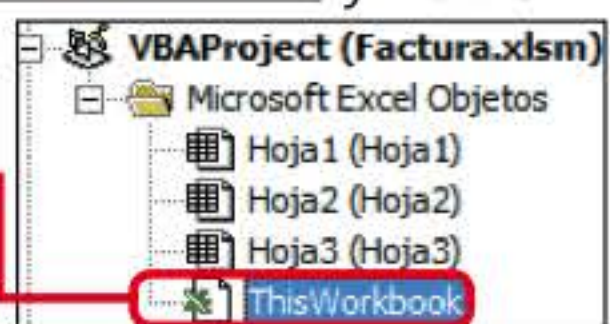 VBAProject (Factura.xlsm)
Microsoft Excel Objetos
Hoja1 (Hoja1)
Hoja2 (Hoja2)
Hoja3 (Hoja3)
ThisWorkbook